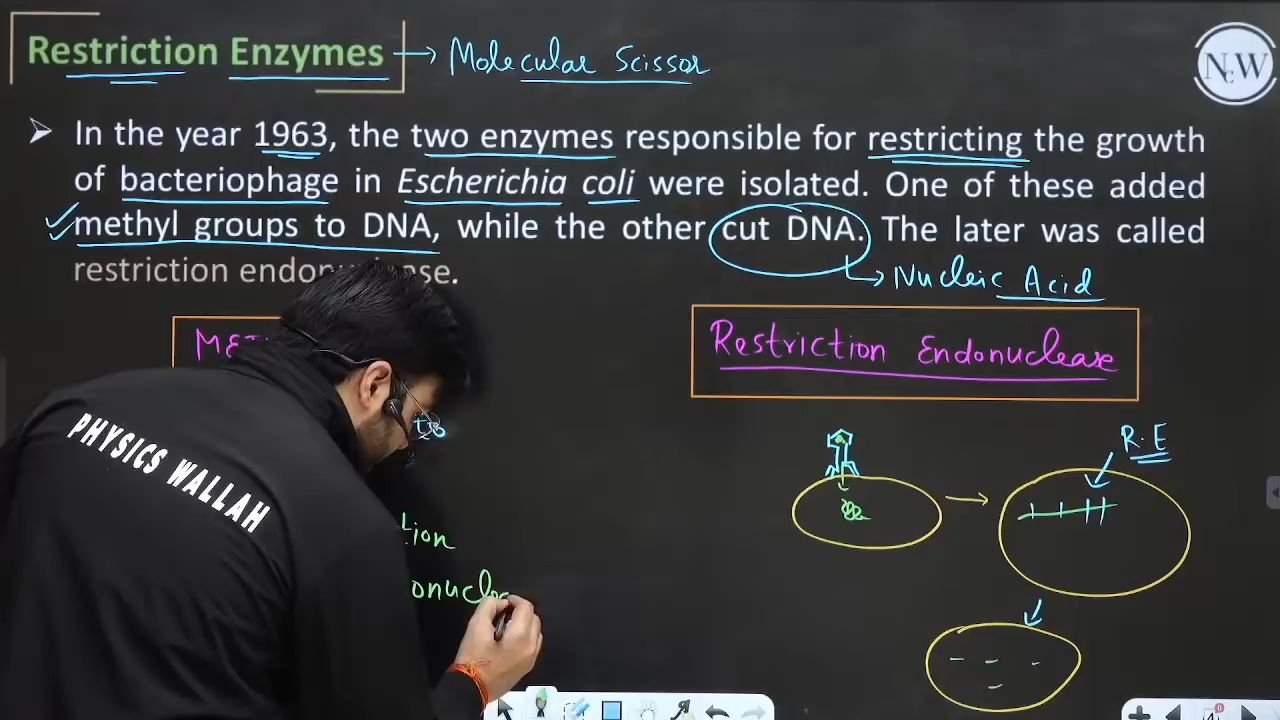 Restriction Enzymes → Molecular Scissor
NcW
➤ In the year 1963, the two enzymes responsible for restricting the growth
of bacteriophage in Escherichia coli were isolated. One of these added
methyl groups to DNA, while the other cut DNA. The later was called
restriction endonuclease.
Nucleic Acid
Restriction Endonuclease
R.E
PHYSICS WALLAH